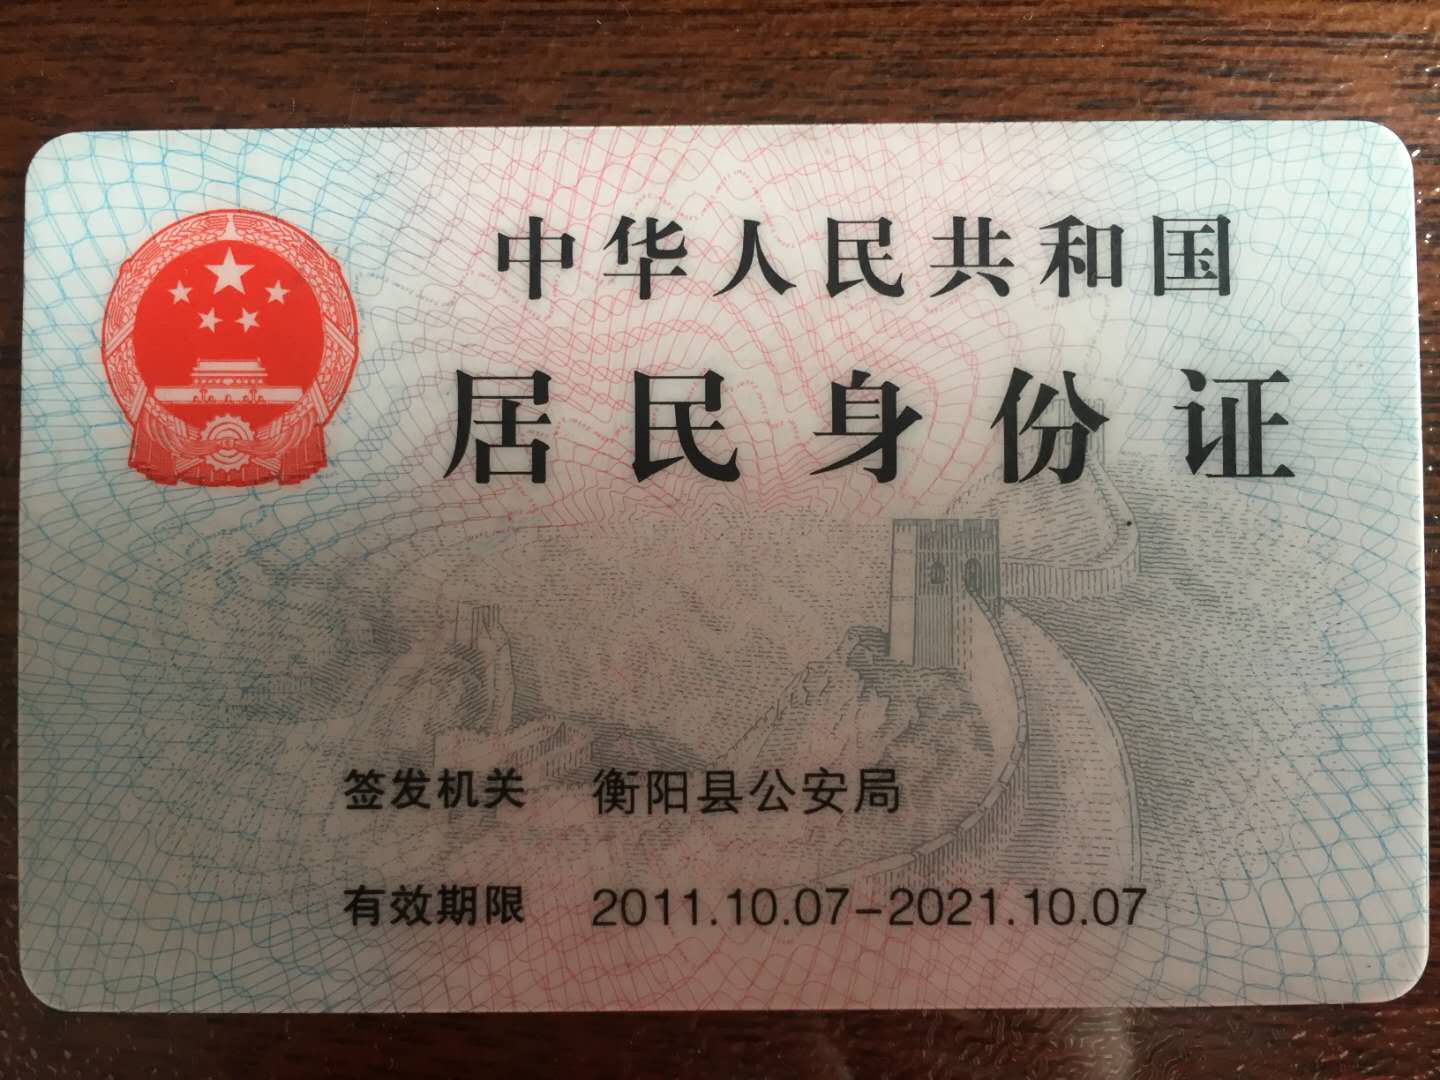 中华人民共和国
居民身份证
签发机关 衡阳县公安局
有效期限 2011.10.07-2021.10.07